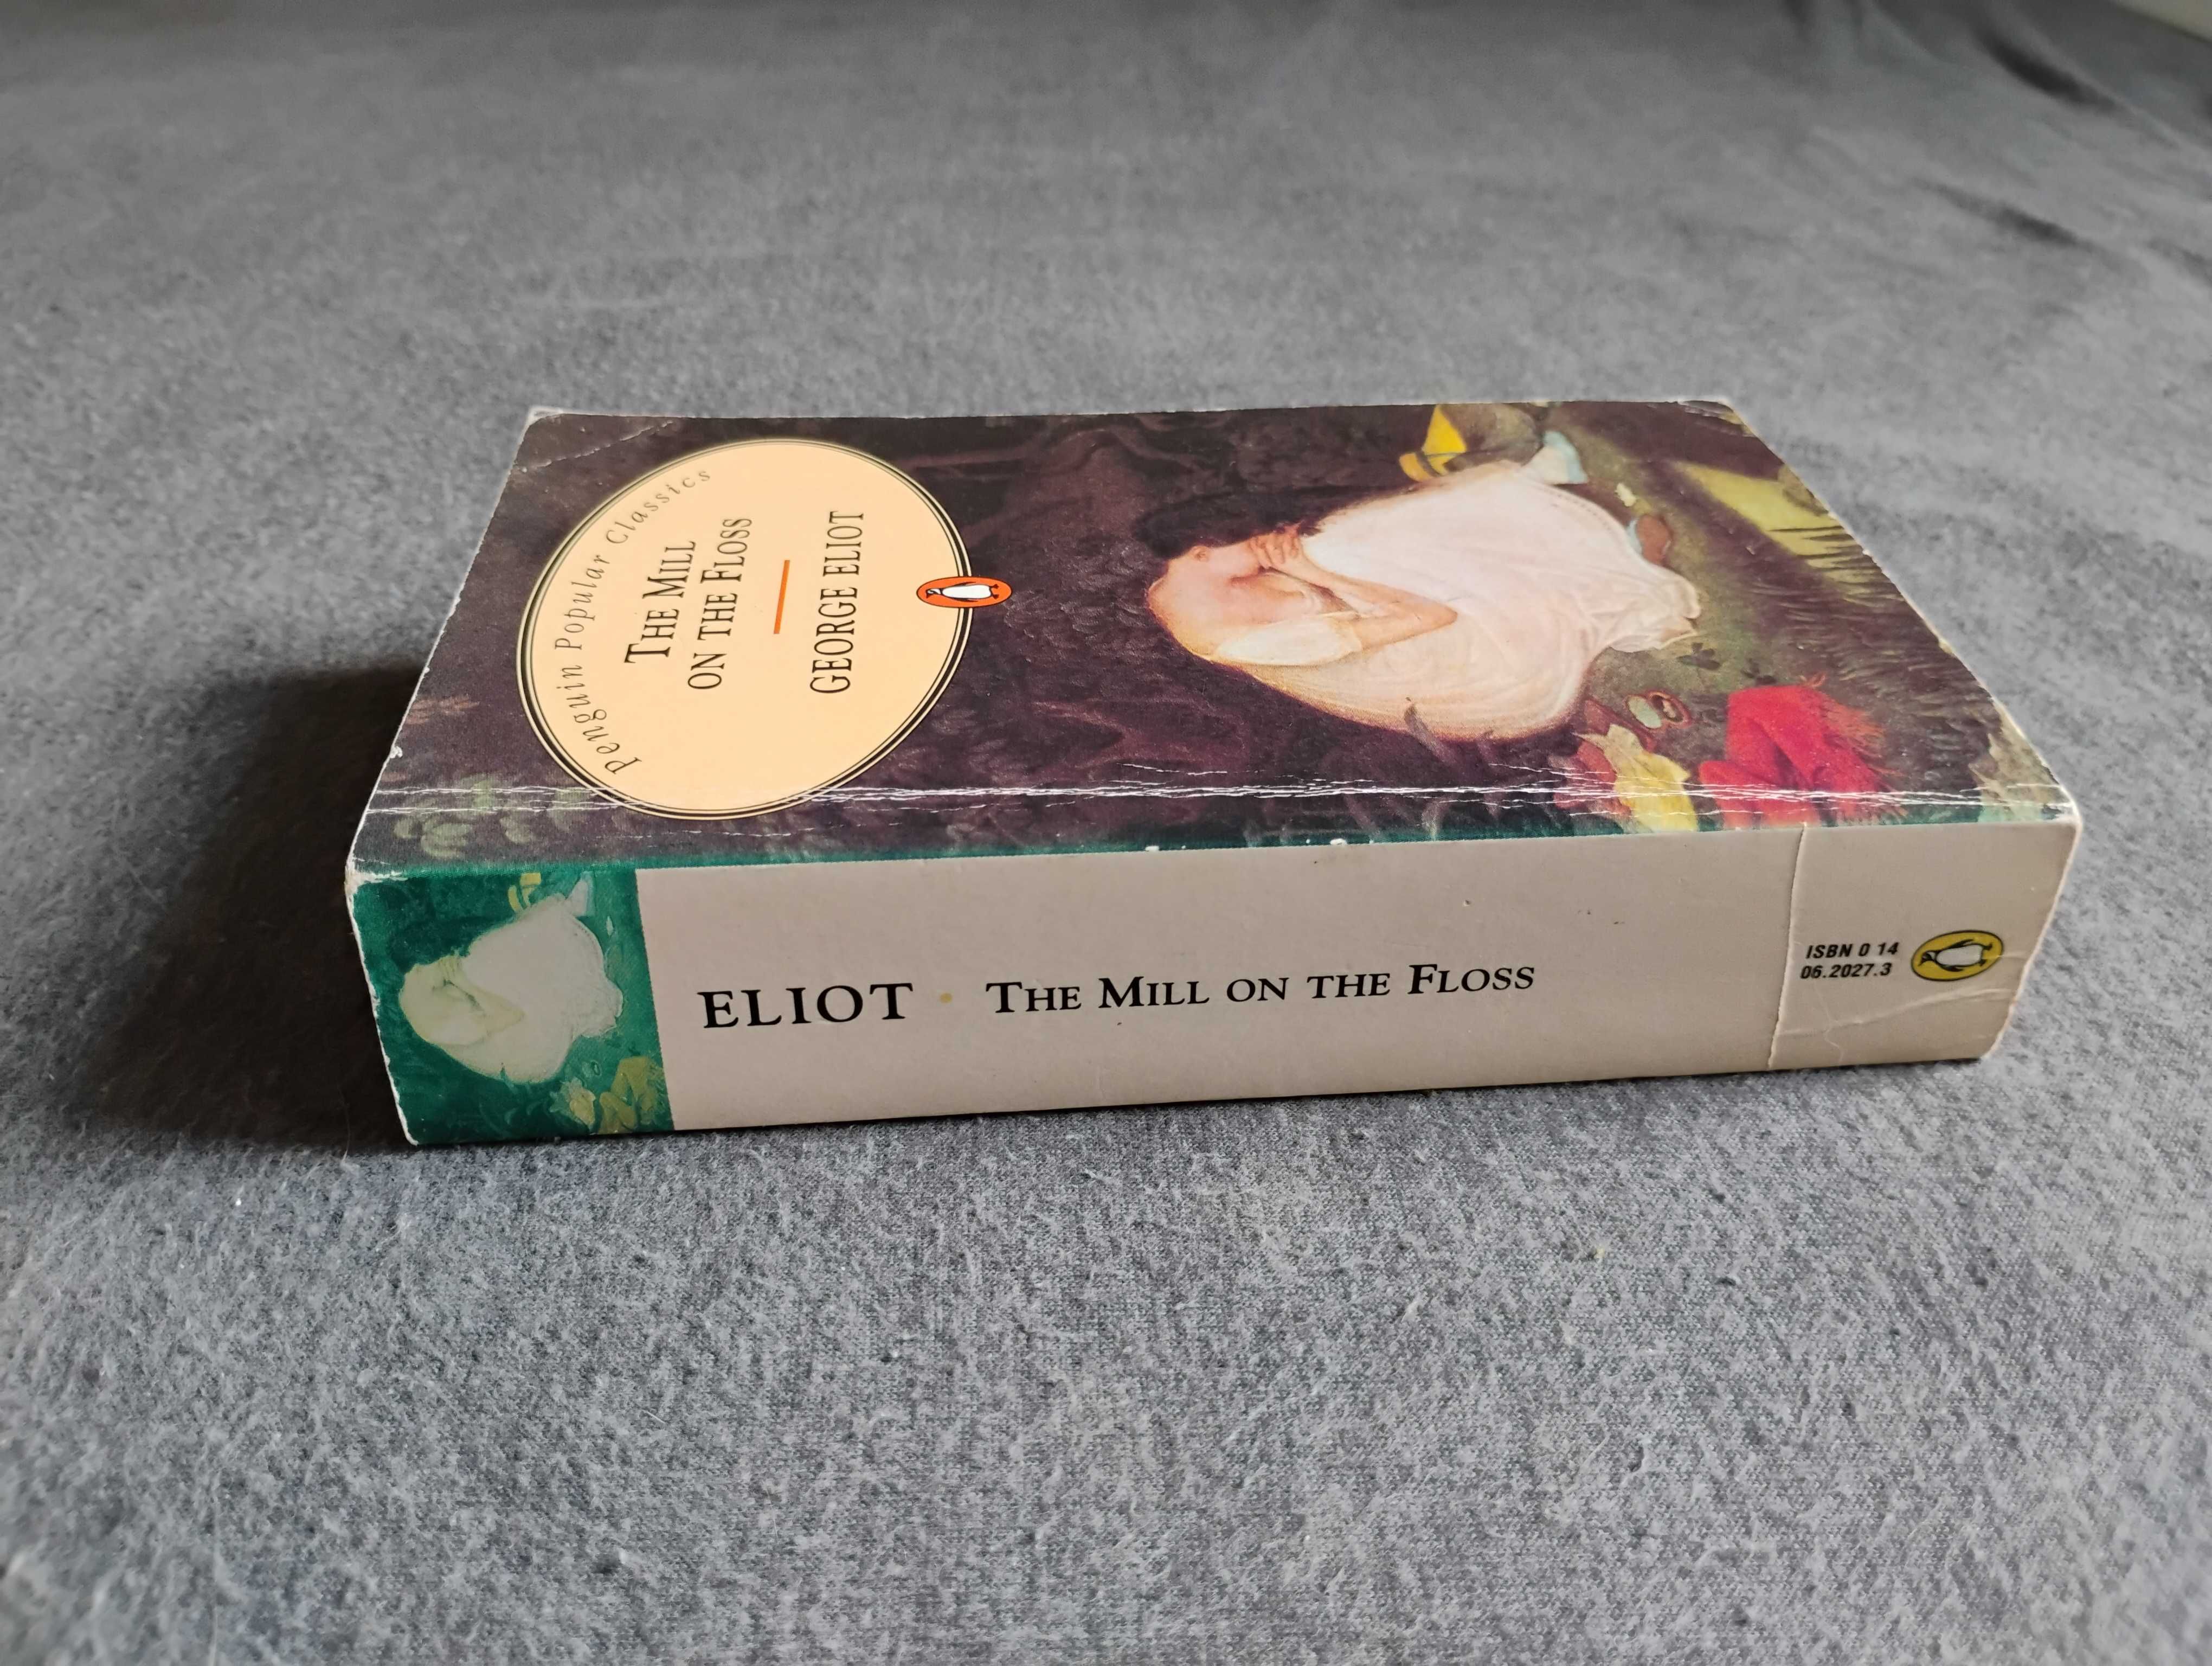 Penguin Popular Classics
THE MILL
ON THE FLOSS
GEORGE ELIOT
ELIOT • THE MILL ON THE FLOSS
ISBN 0 14
06.2027.3